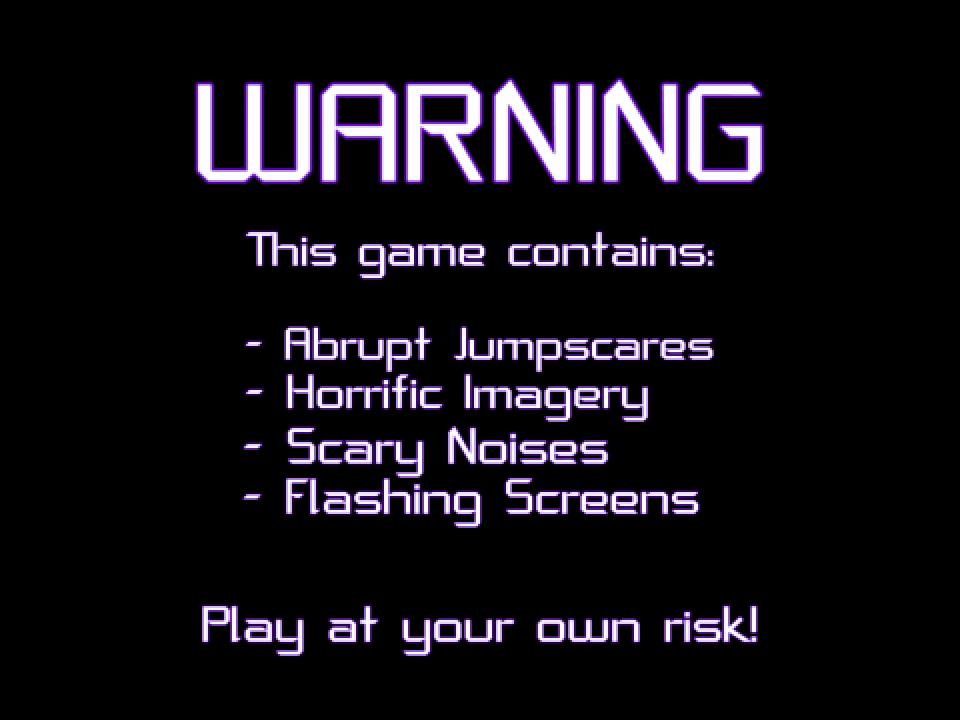 WARNING
This game contains:
- Abrupt Jumpscares
- Horrific Imagery
- Scary Noises
- Flashing Screens
Play at your own risk!